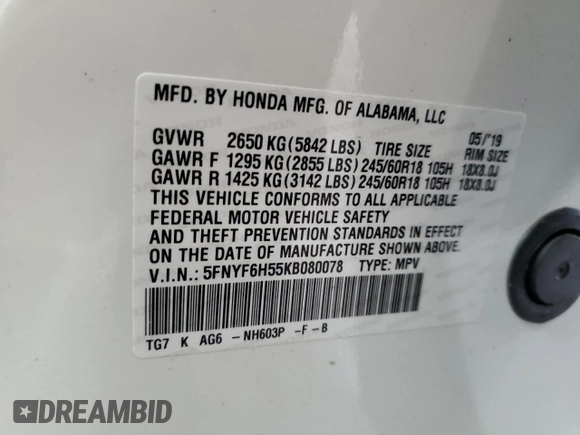 MFD. BY HONDA MFG. OF ALABAMA, LLC
05/'19
GVWR 2650 KG (5842 LBS) TIRE SIZE RIM SIZE
GAWR F 1295 KG (2855 LBS) 245/60R18 105H 18X8.0J
GAWR R 1425 KG (3142 LBS) 245/60R18 105H 18X8.0J
THIS VEHICLE CONFORMS TO ALL APPLICABLE
FEDERAL MOTOR VEHICLE SAFETY
AND THEFT PREVENTION STANDARDS IN EFFECT
ON THE DATE OF MANUFACTURE SHOWN ABOVE.
V.I.N.: 5FNYF6H55KB080078 TYPE: MPV
TG7 K AG6 -NH603P -F-B
DREAMBID